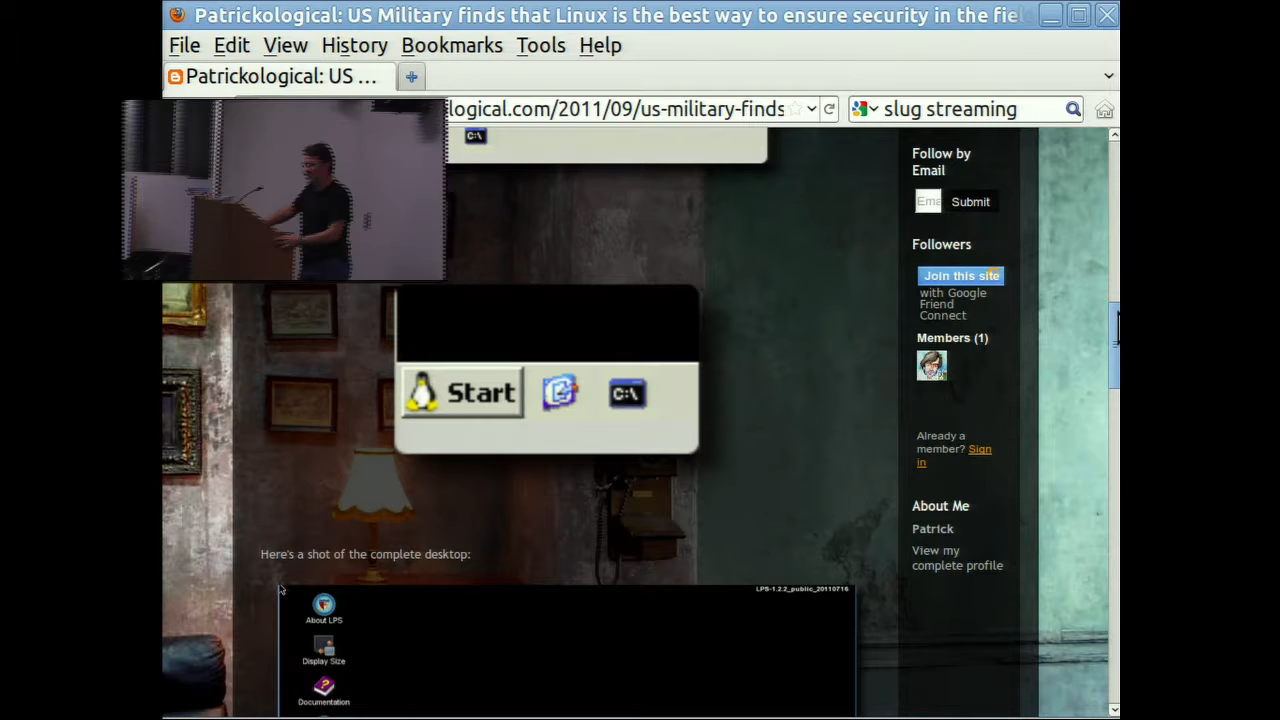 Patrickological: US Military finds that Linux is the best way to ensure security in the fiel
File Edit View History Bookmarks Tools Help
Patrickological: US ...
logical.com/2011/09/us-military-finds
slug streaming
C:\
Follow by
Email
Ema
Submit
Followers
Join this site
with Google
Friend
Connect
Members (1)
Start
C:\
Already a
member? Sign
in
About Me
Patrick
View my
complete profile
Here's a shot of the complete desktop:
LPS-1.2.2_public_20110716
About LPS
Display Size
?
Documentation